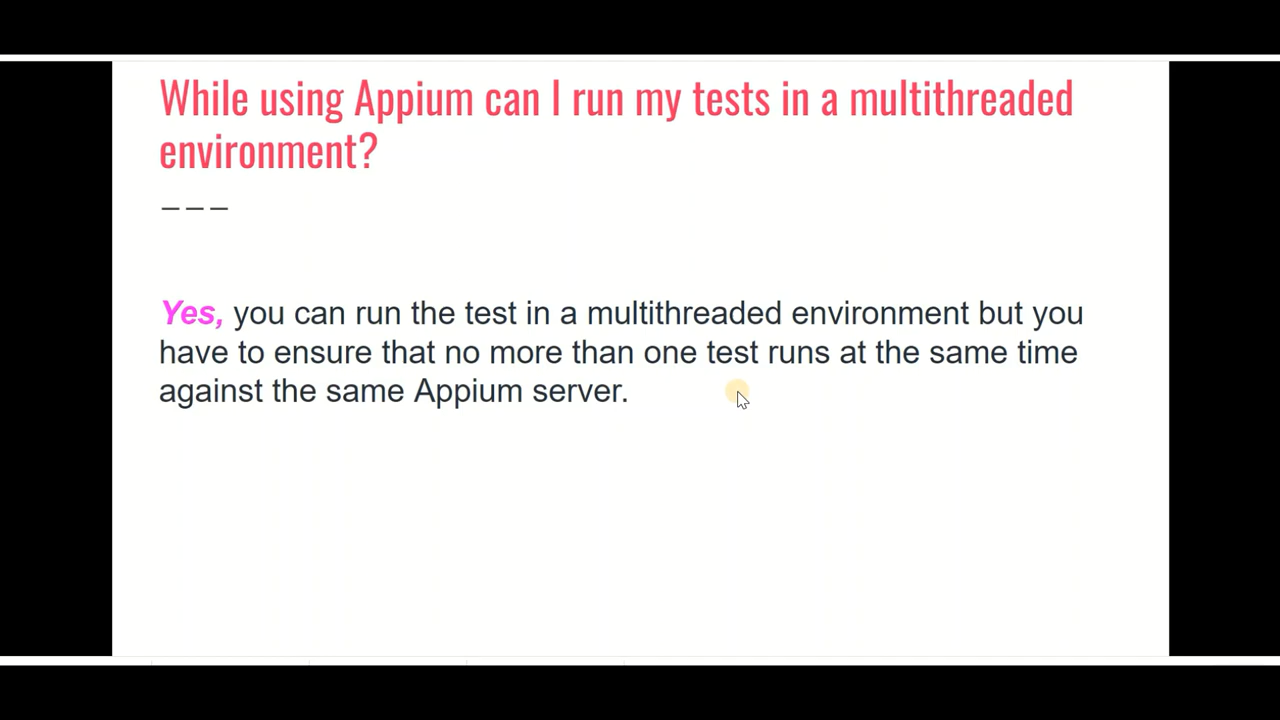 While using Appium can I run my tests in a multithreaded
environment?
___
Yes, you can run the test in a multithreaded environment but you
have to ensure that no more than one test runs at the same time
against the same Appium server.